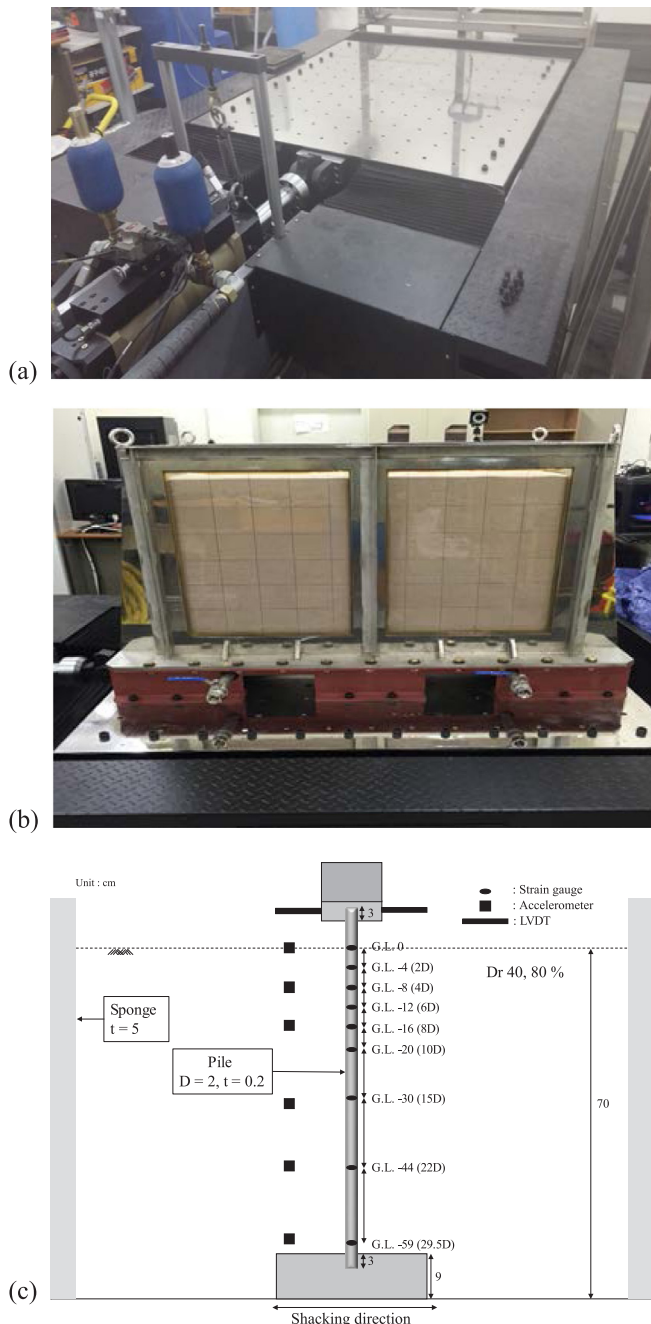 (a)
(b)
Unit : cm
: Strain gauge
: Accelerometer
: LVDT
3
G.L. 0
G.L. -4 (2D)
Dr 40, 80 %
G.L. -8 (4D)
G.L. -12 (6D)
Sponge
t = 5
G.L. -16 (8D)
G.L. -20 (10D)
Pile
D = 2, t = 0.2
G.L. -30 (15D)
70
G.L. -44 (22D)
G.L. -59 (29.5D)
3
9
(c)
Shacking direction